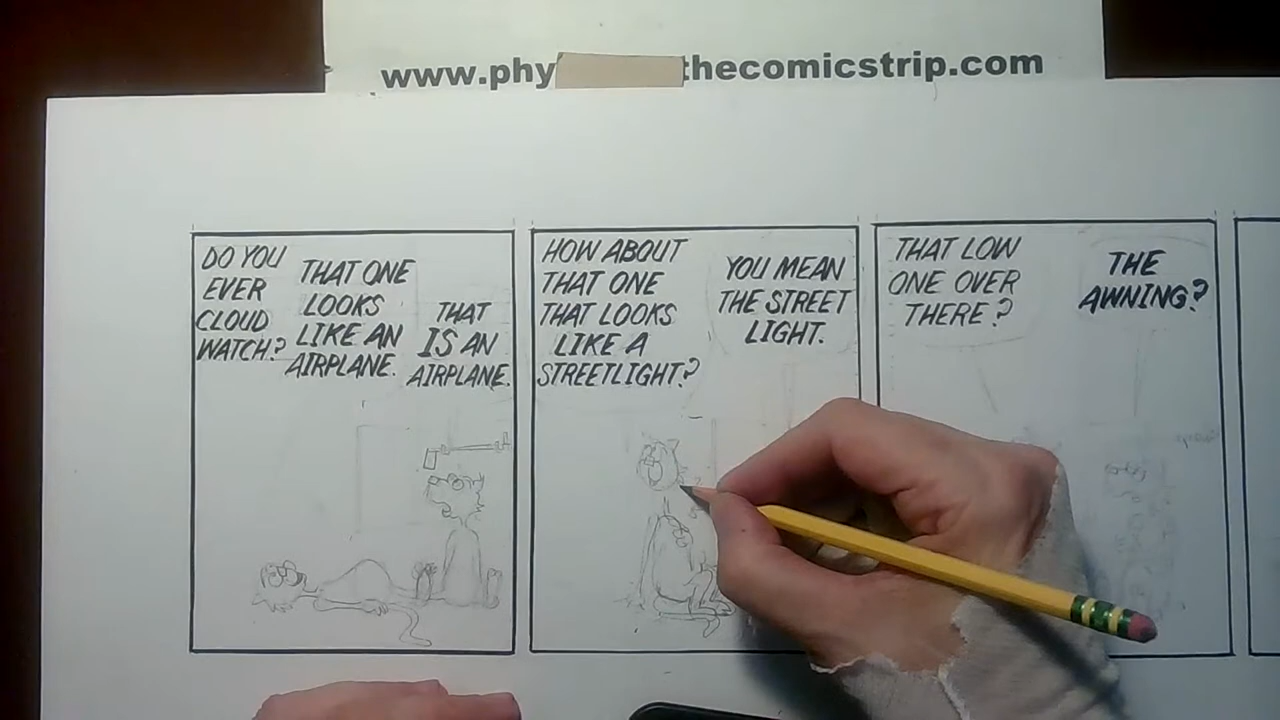 www.phy thecomicstrip.com
DO YOU
EVER
CLOUD
WATCH?
THAT ONE
LOOKS
LIKE AN
AIRPLANE.
THAT
IS AN
AIRPLANE.
HOW ABOUT
THAT ONE
THAT LOOKS
LIKE A
STREETLIGHT?
YOU MEAN
THE STREET
LIGHT.
THAT LOW
ONE OVER
THERE?
THE
AWNING?